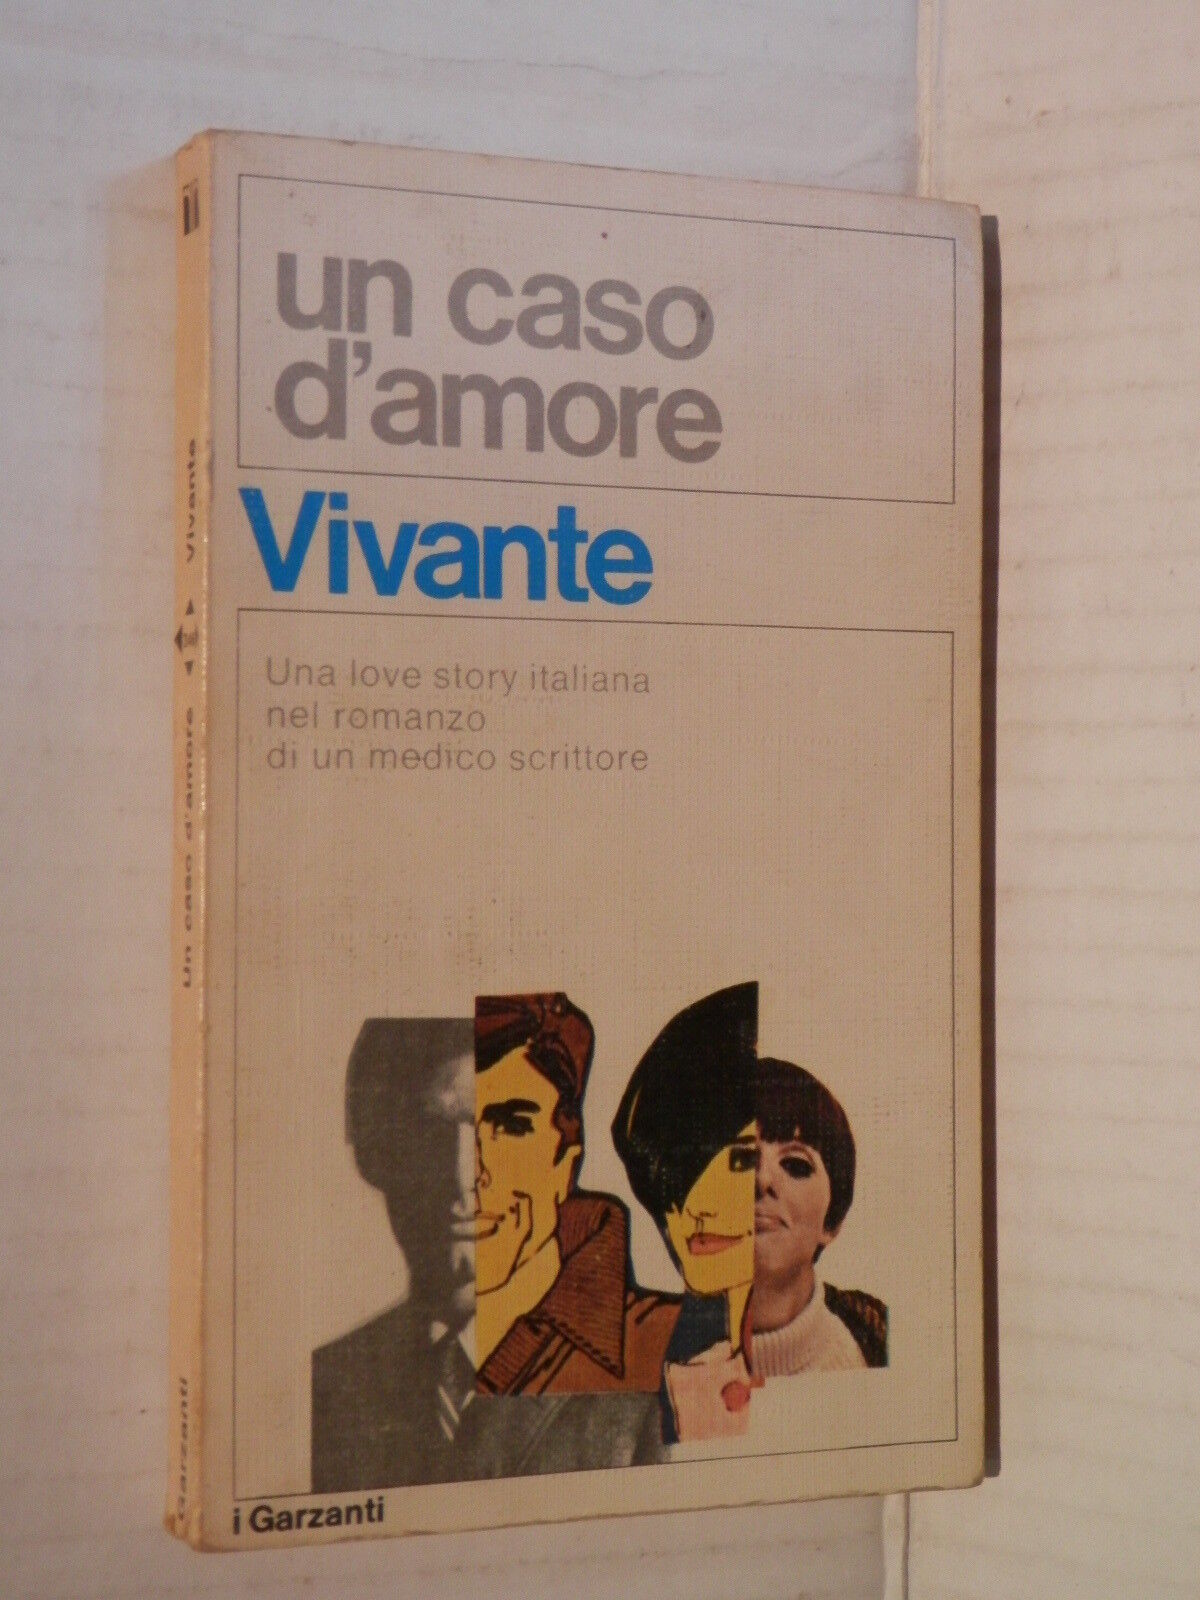 un caso
d'amore
Vivante
Una love story italiana
nel romanzo
di un medico scrittore
i Garzanti
Garzanti Un caso d'amore Vivante